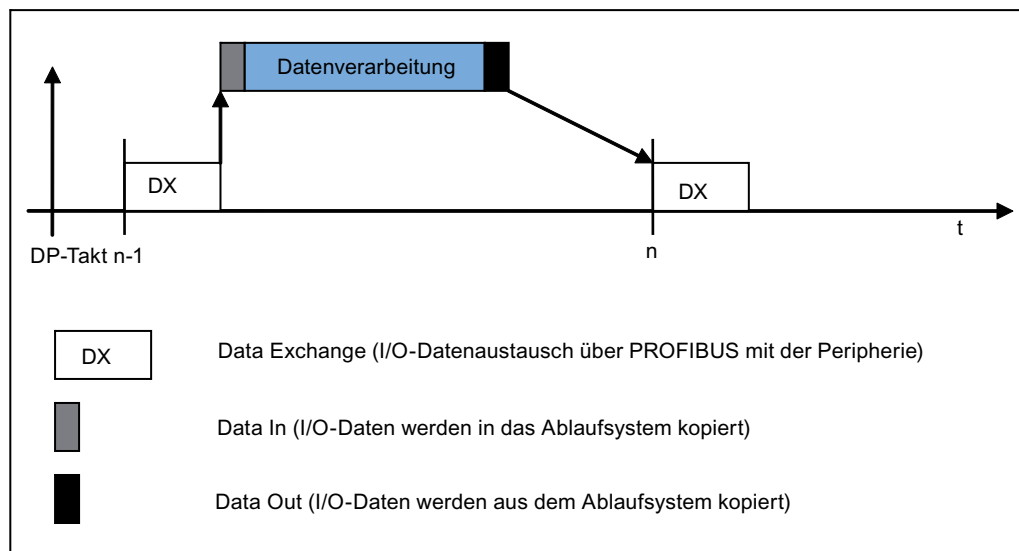 Datenverarbeitung
DX
DX
t
DP-Takt n-1
n
DX
Data Exchange (I/O-Datenaustausch über PROFIBUS mit der Peripherie)
Data In (I/O-Daten werden in das Ablaufsystem kopiert)
Data Out (I/O-Daten werden aus dem Ablaufsystem kopiert)